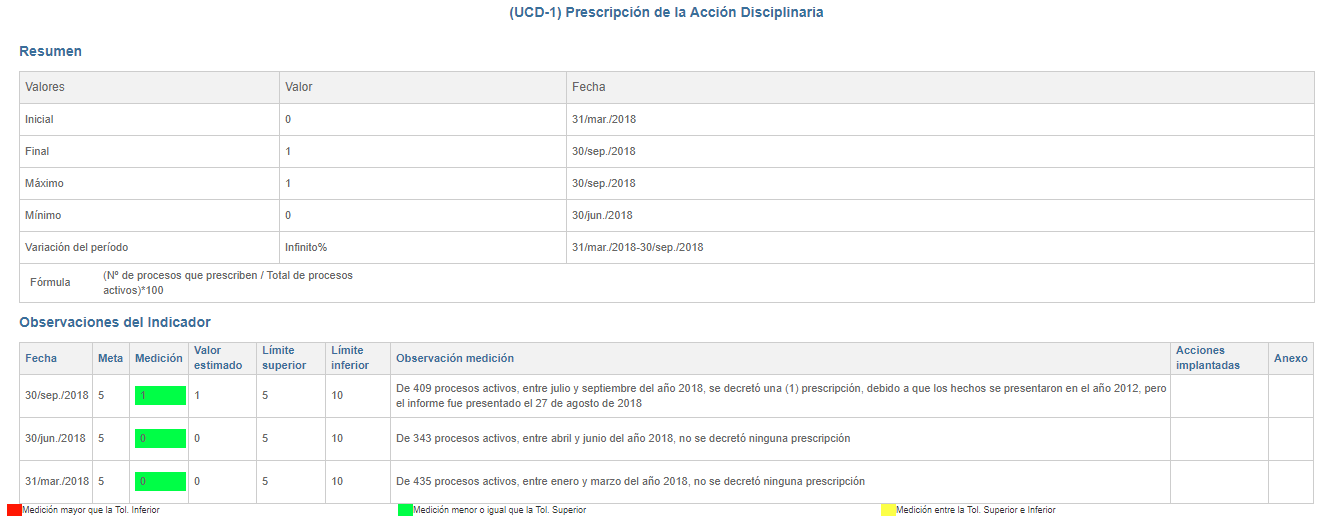 (UCD-1) Prescripción de la Acción Disciplinaria
Resumen
Valores Valor Fecha
Inicial 0 31/mar./2018
Final 1 30/sep./2018
Máximo 1 30/sep./2018
Mínimo 0 30/jun./2018
Variación del período Infinito% 31/mar./2018-30/sep./2018
Fórmula (Nº de procesos que prescriben / Total de procesos
activos)*100
Observaciones del Indicador
Fecha Meta Medición Valor estimado Límite superior Límite inferior Observación medición Acciones implantadas Anexo
30/sep./2018 5 1 1 5 10 De 409 procesos activos, entre julio y septiembre del año 2018, se decretó una (1) prescripción, debido a que los hechos se presentaron en el año 2012, pero
el informe fue presentado el 27 de agosto de 2018
30/jun./2018 5 0 0 5 10 De 343 procesos activos, entre abril y junio del año 2018, no se decretó ninguna prescripción
31/mar./2018 5 0 0 5 10 De 435 procesos activos, entre enero y marzo del año 2018, no se decretó ninguna prescripción
Medición mayor que la Tol. Inferior Medición menor o igual que la Tol. Superior Medición entre la Tol. Superior e Inferior